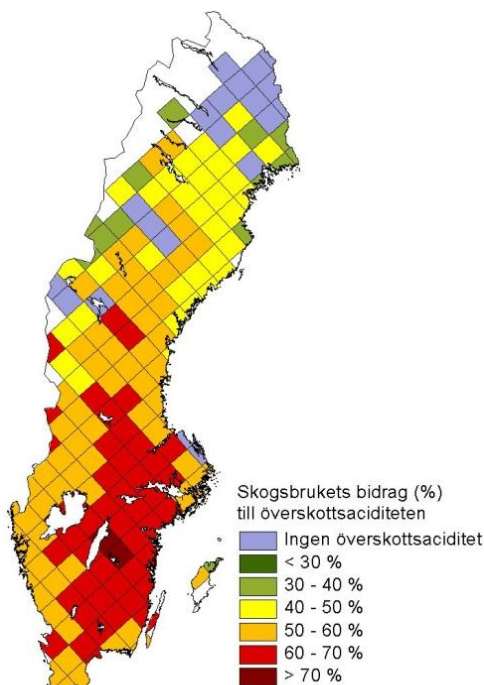 Skogsbrukets bidrag (%)
till överskottsaciditeten
Ingen överskottsaciditet
< 30 %
30 - 40 %
40 - 50 %
50 - 60 %
60 - 70 %
> 70 %